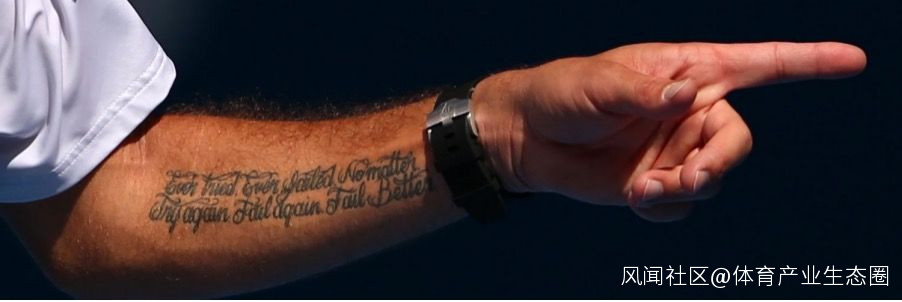 Ever tried. Ever failed. No matter.
Try again. Fail again. Fail Better.
风闻社区@体育产业生态圈